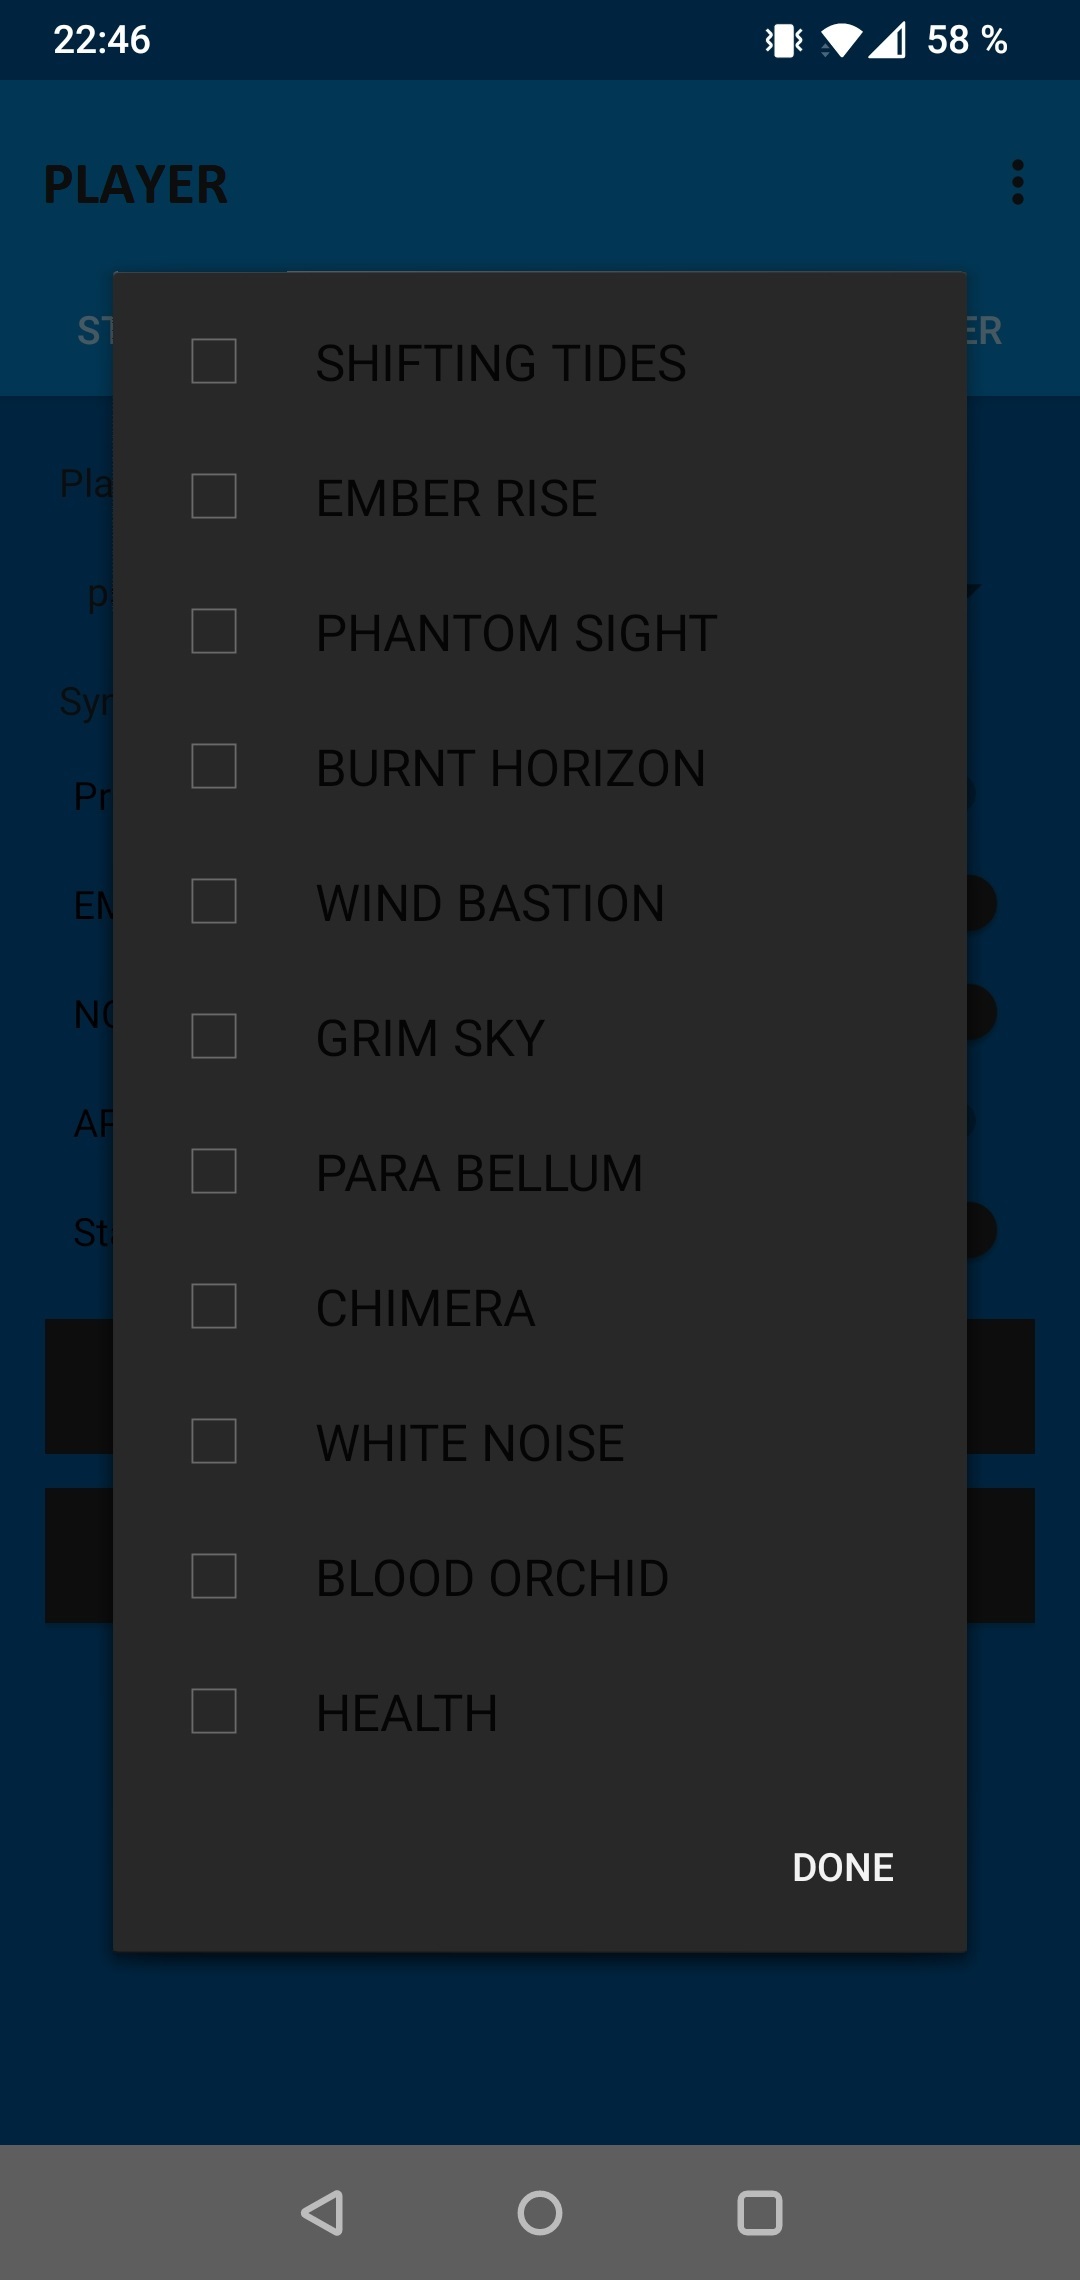 22:46
58 %
PLAYER
SHIFTING TIDES
EMBER RISE
PHANTOM SIGHT
BURNT HORIZON
WIND BASTION
GRIM SKY
PARA BELLUM
CHIMERA
WHITE NOISE
BLOOD ORCHID
HEALTH
DONE